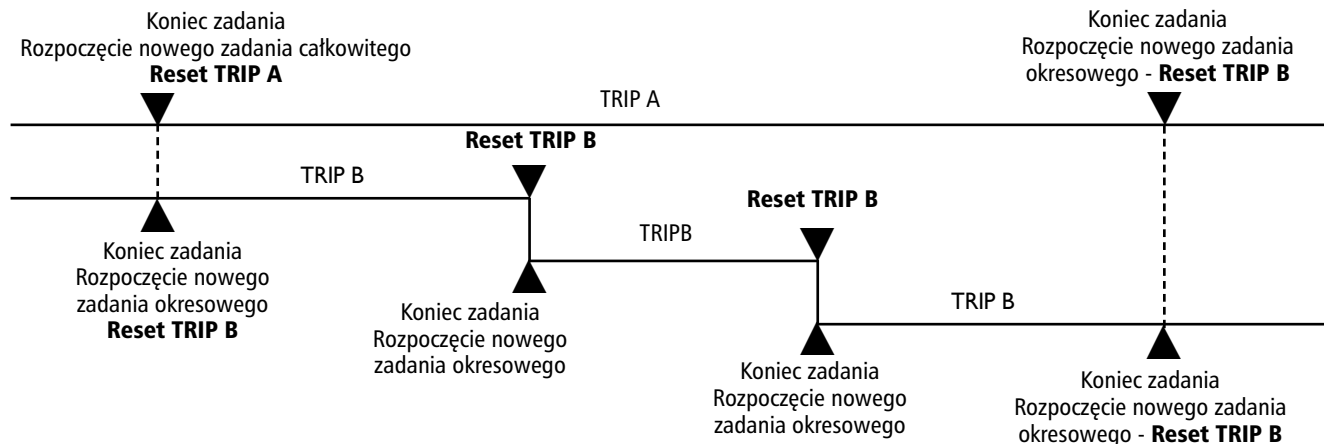 Koniec zadania
Rozpoczęcie nowego zadania całkowitego
Reset TRIP A
Koniec zadania
Rozpoczęcie nowego zadania
okresowego - Reset TRIP B
TRIP A
Reset TRIP B
TRIP B
Reset TRIP B
TRIPB
Koniec zadania
Rozpoczęcie nowego
zadania okresowego
Reset TRIP B
TRIP B
Koniec zadania
Rozpoczęcie nowego
zadania okresowego
Koniec zadania
Rozpoczęcie nowego
zadania okresowego
Koniec zadania
Rozpoczęcie nowego zadania
okresowego - Reset TRIP B